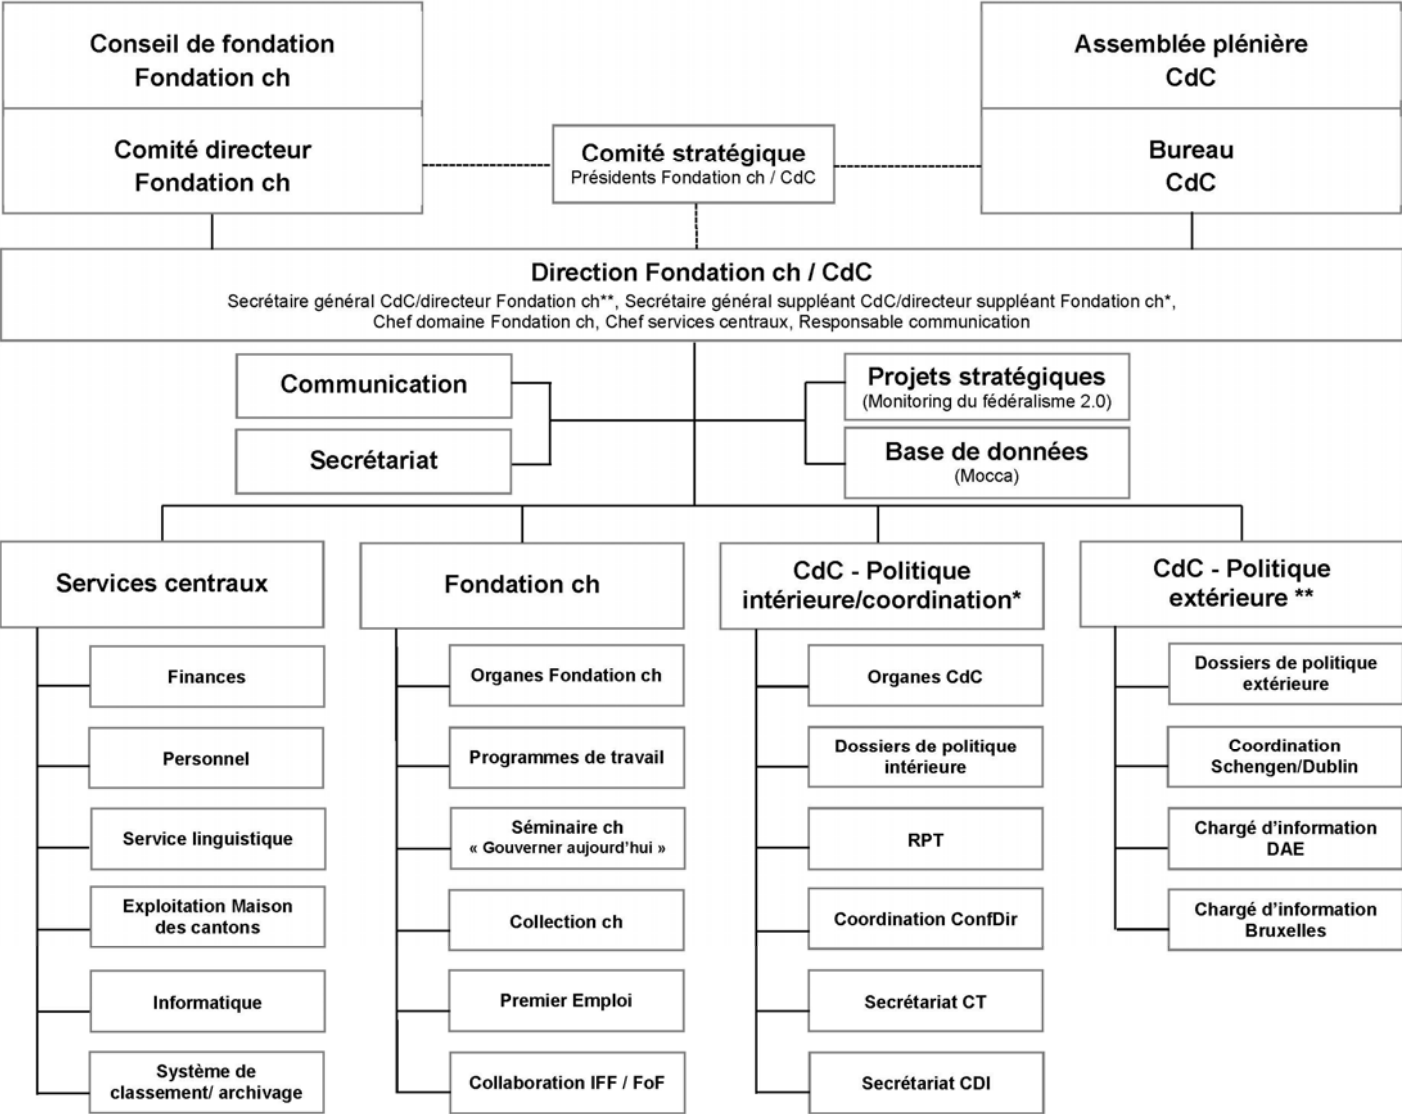 Conseil de fondation
Fondation ch
Assemblée plénière
CdC
Comité directeur
Fondation ch
Comité stratégique
Présidents Fondation ch / CdC
Bureau
CdC
Direction Fondation ch / CdC
Secrétaire général CdC/directeur Fondation ch**, Secrétaire général suppléant CdC/directeur suppléant Fondation ch*,
Chef domaine Fondation ch, Chef services centraux, Responsable communication
Communication
Secrétariat
Projets stratégiques
(Monitoring du fédéralisme 2.0)
Base de données
(Mocca)
Services centraux
Finances
Personnel
Service linguistique
Exploitation Maison
des cantons
Informatique
Système de
classement/ archivage
Fondation ch
Organes Fondation ch
Programmes de travail
Séminaire ch
« Gouverner aujourd’hui »
Collection ch
Premier Emploi
Collaboration IFF / FoF
CdC - Politique
intérieure/coordination*
Organes CdC
Dossiers de politique
intérieure
RPT
Coordination ConfDir
Secrétariat CT
Secrétariat CDI
CdC - Politique
extérieure **
Dossiers de politique
extérieure
Coordination
Schengen/Dublin
Chargé d’information
DAE
Chargé d’information
Bruxelles